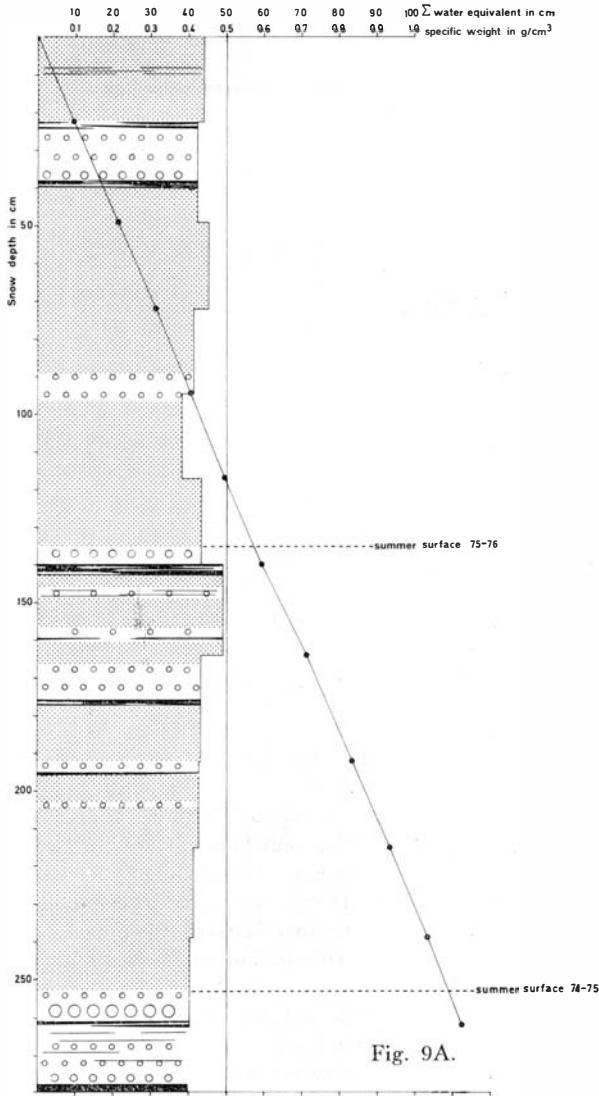 10 20 30 40 50 60 70 80 90 100 Σ water equivalent in cm
0.1 0.2 0.3 0.4 0.5 0.6 0.7 0.8 0.9 1.0 specific weight in g/cm³
Snow depth in cm
50
100
summer surface 75-76
150
200
250
summer surface 74-75
Fig. 9A.